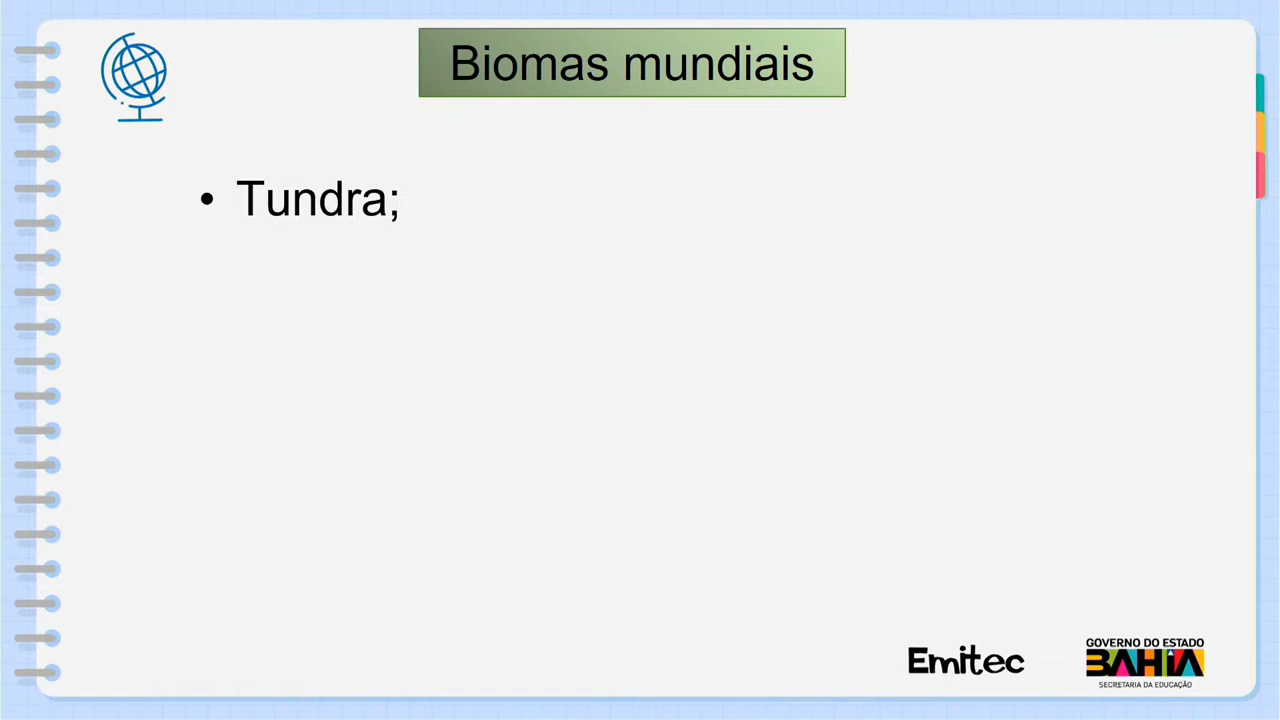 Biomas mundiais
• Tundra;
Emitec
GOVERNO DO ESTADO
BAHIA
SECRETARIA DA EDUCAÇÃO